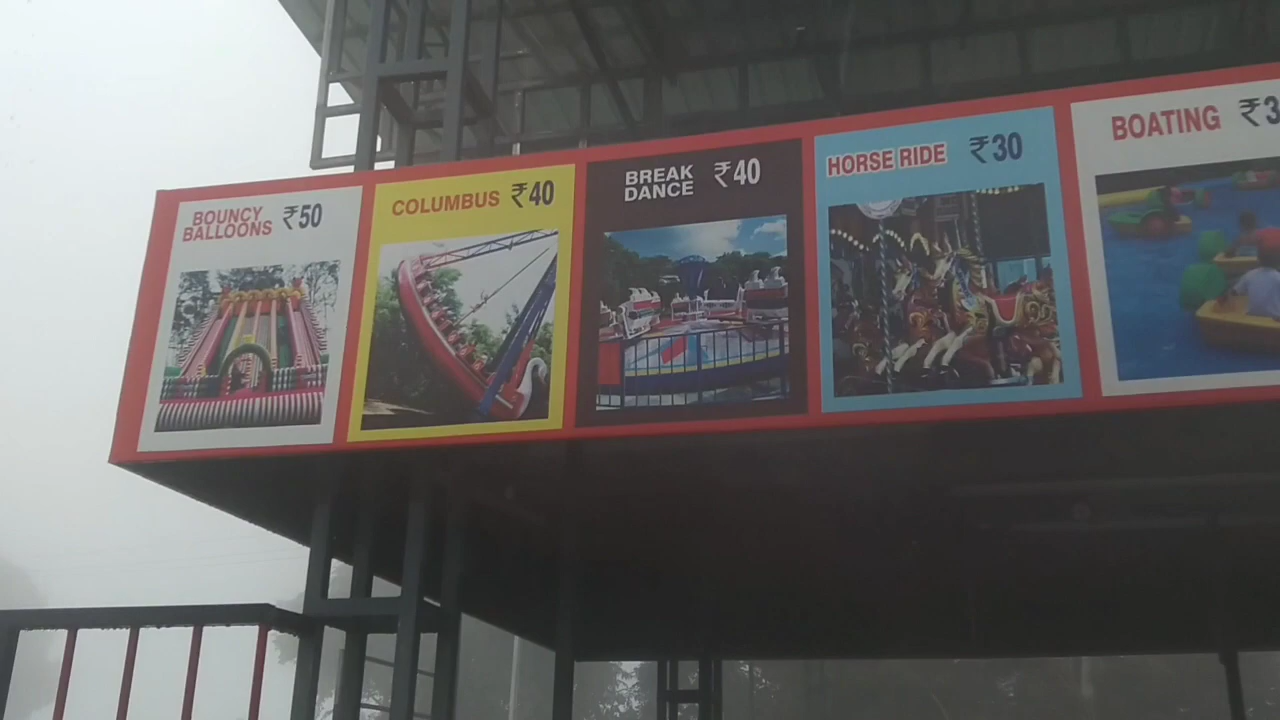 BOUNCY
BALLOONS ₹50
COLUMBUS ₹40
BREAK
DANCE ₹40
HORSE RIDE ₹30
BOATING